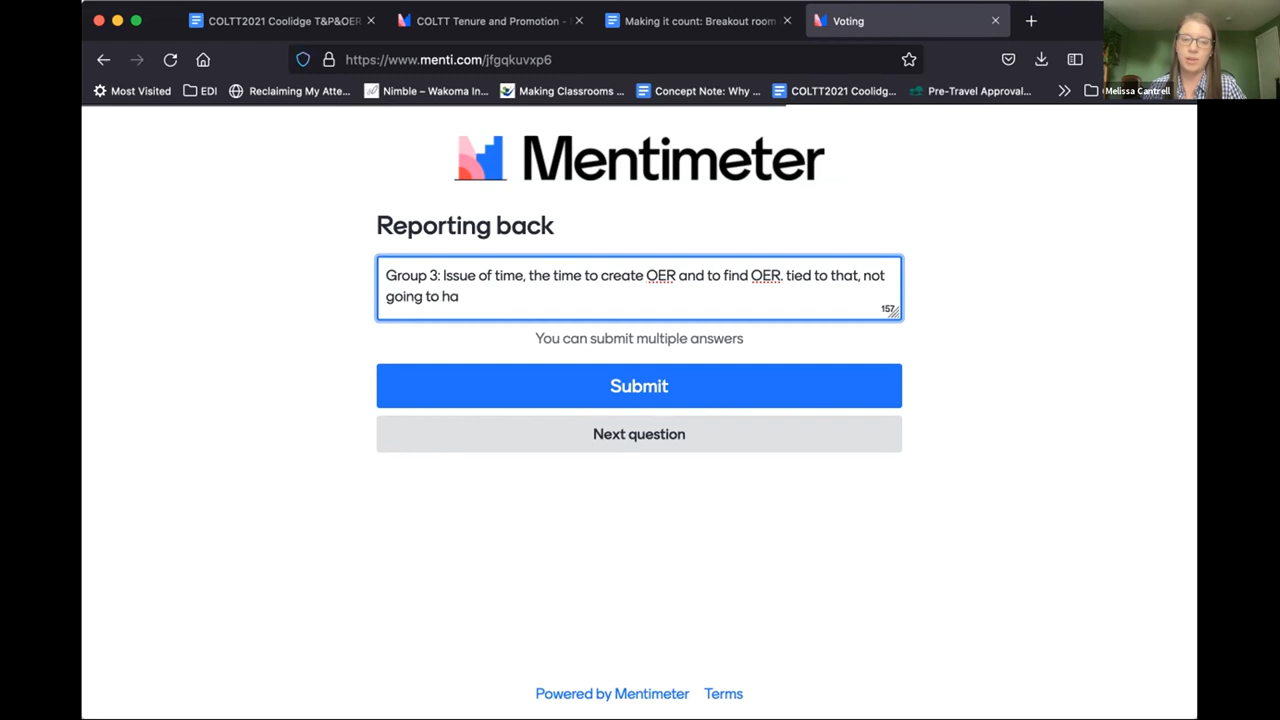 COLTT2021 Coolidge T&P&OER
COLTT Tenure and Promotion -
Making it count: Breakout room
Voting
https://www.menti.com/jfgqkuvxp6
Most Visited
EDI
Reclaiming My Atte...
Nimble – Wakoma In...
Making Classrooms ...
Concept Note: Why ...
COLTT2021 Coolidg...
Pre-Travel Approval...
Melissa Cantrell
Mentimeter
Reporting back
Group 3: Issue of time, the time to create OER and to find OER. tied to that, not
going to ha
157
You can submit multiple answers
Submit
Next question
Powered by Mentimeter
Terms